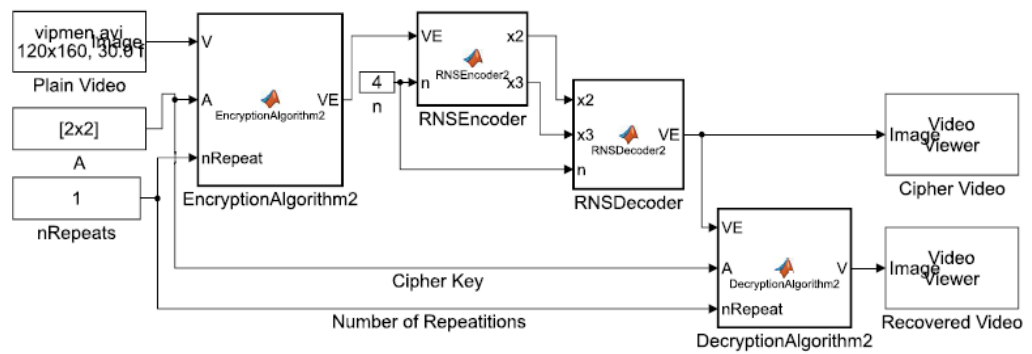 vipmen.avi
120x160, 30.0 f
Image
Plain Video
[2x2]
A
1
nRepeats
V
A
nRepeat
VE
EncryptionAlgorithm2
EncryptionAlgorithm2
4
n
VE
n
x2
x3
RNSEncoder2
RNSEncoder
x2
x3
n
VE
RNSDecoder2
RNSDecoder
Image
Video
Viewer
Cipher Video
VE
A
nRepeat
V
DecryptionAlgorithm2
DecryptionAlgorithm2
Image
Video
Viewer
Recovered Video
Cipher Key
Number of Repeatitions